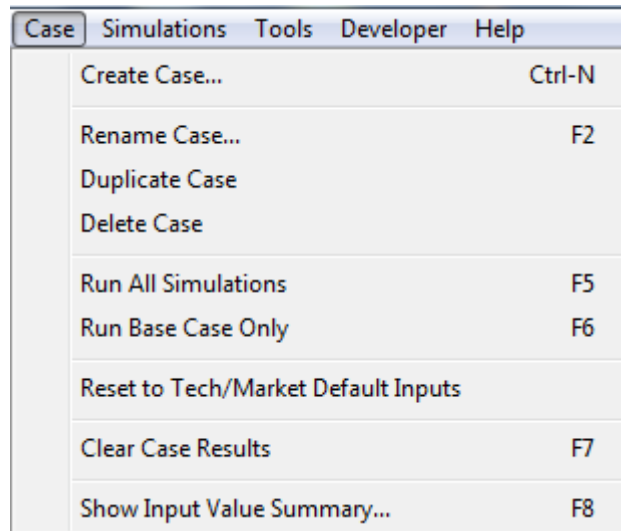 Case Simulations Tools Developer Help
Create Case... Ctrl-N
Rename Case... F2
Duplicate Case
Delete Case
Run All Simulations F5
Run Base Case Only F6
Reset to Tech/Market Default Inputs
Clear Case Results F7
Show Input Value Summary... F8